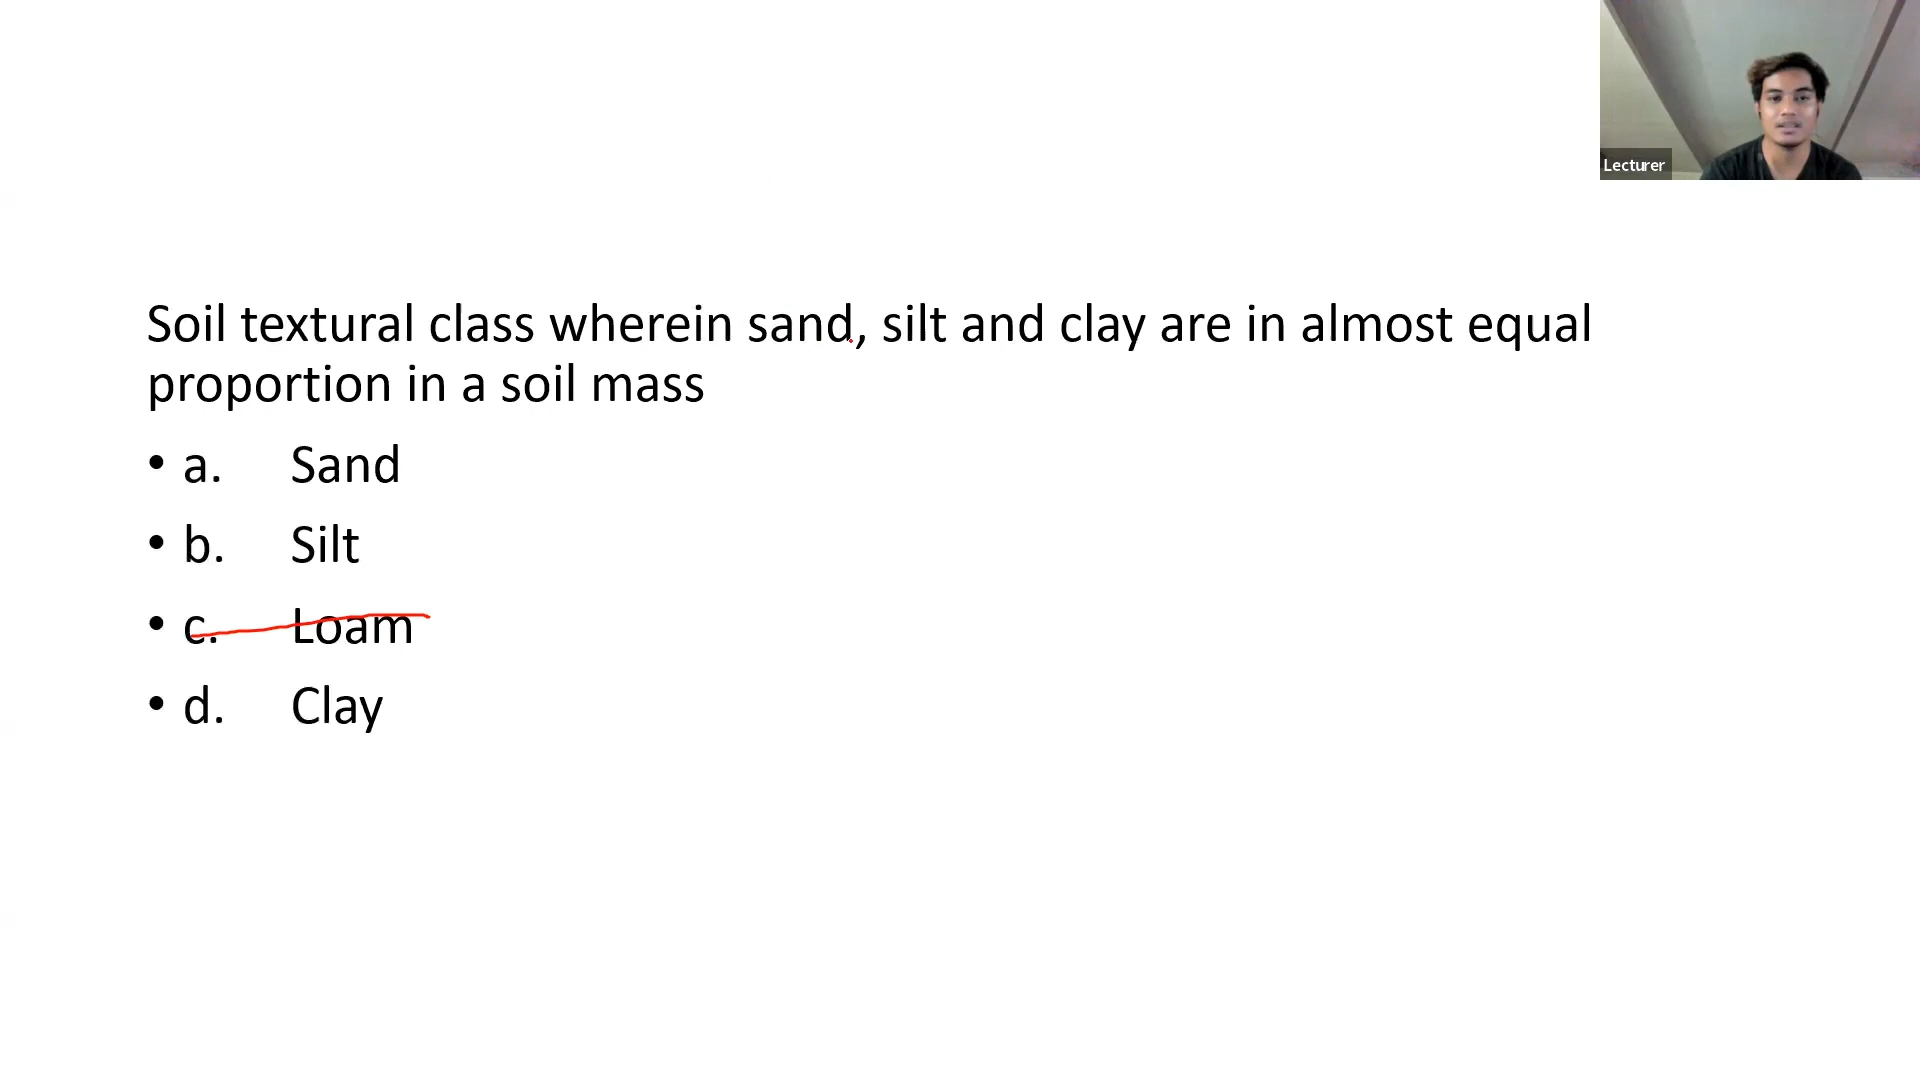 Lecturer
Soil textural class wherein sand, silt and clay are in almost equal
proportion in a soil mass
• a. Sand
• b. Silt
• c. Loam
• d. Clay